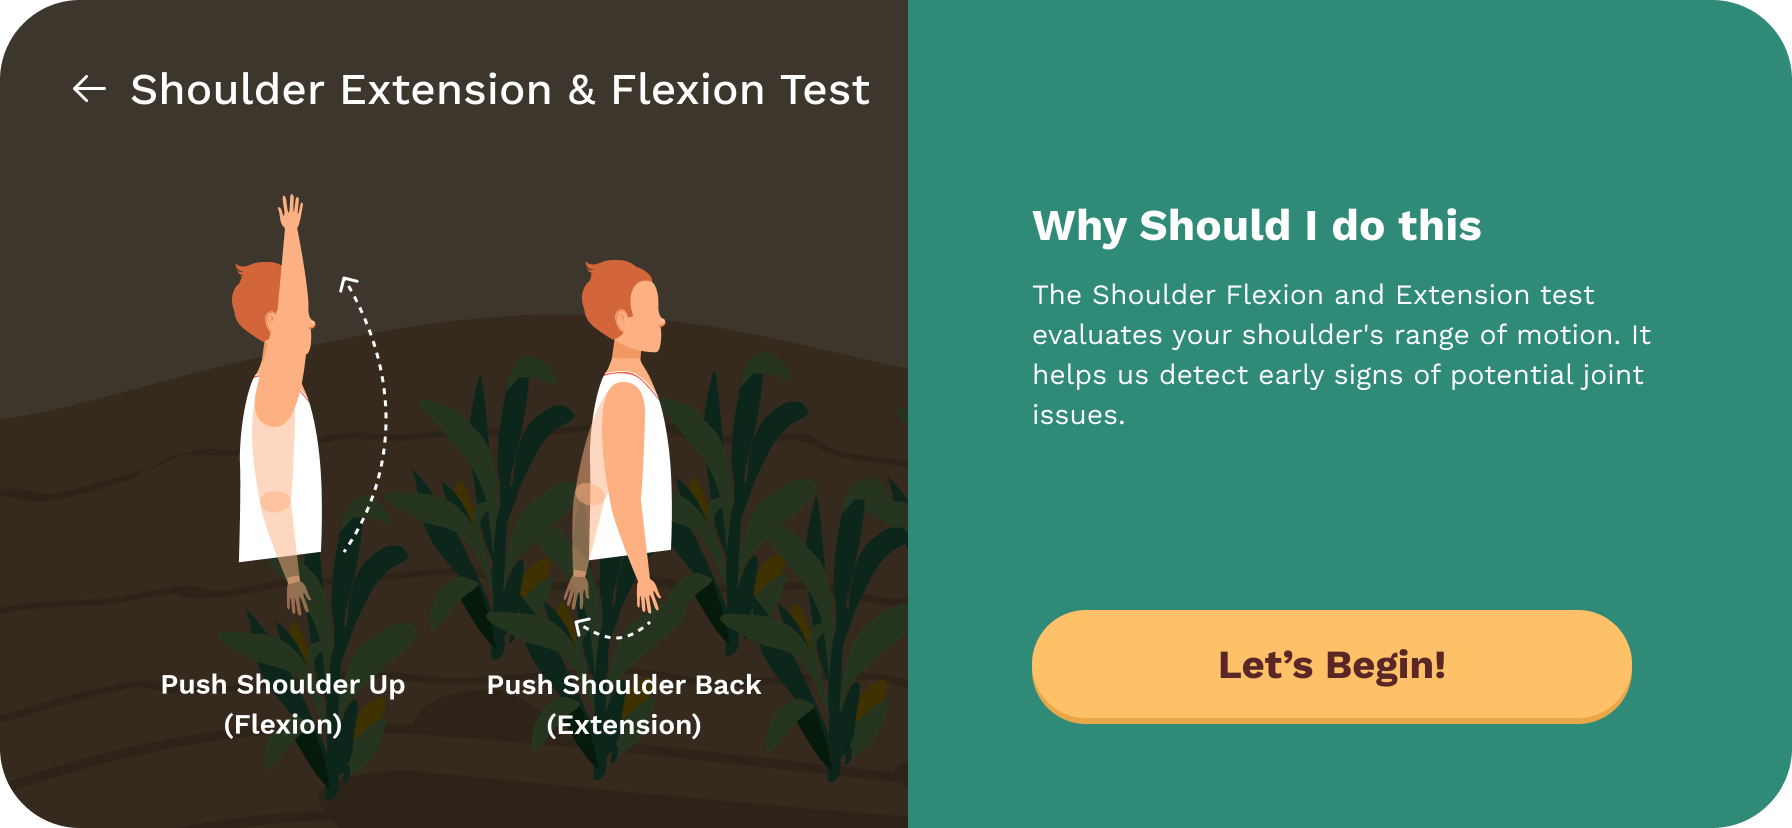 Shoulder Extension & Flexion Test
Push Shoulder Up
(Flexion)
Push Shoulder Back
(Extension)
Why Should I do this
The Shoulder Flexion and Extension test
evaluates your shoulder's range of motion. It
helps us detect early signs of potential joint
issues.
Let’s Begin!